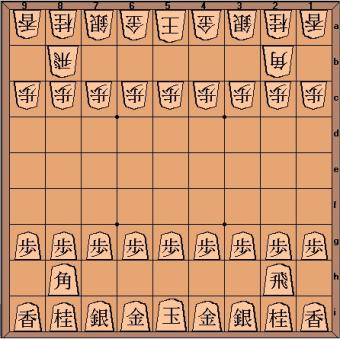 9 8 7 6 5 4 3 2 1
香 桂 銀 金 王 金 銀 桂 香 a
飛 角 b
歩 歩 歩 歩 歩 歩 歩 歩 歩 c
d
e
f
歩 歩 歩 歩 歩 歩 歩 歩 歩 g
角 飛 h
香 桂 銀 金 玉 金 銀 桂 香 i